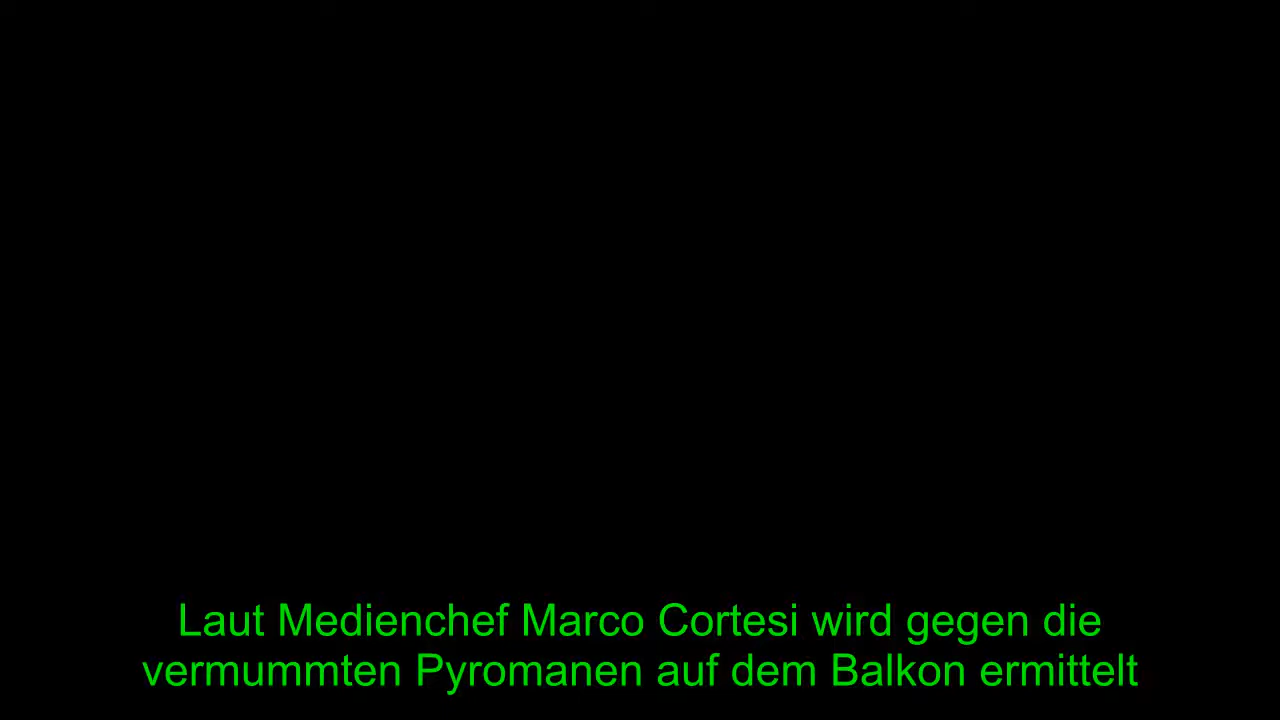 Laut Medienchef Marco Cortesi wird gegen die
vermummten Pyromanen auf dem Balkon ermittelt